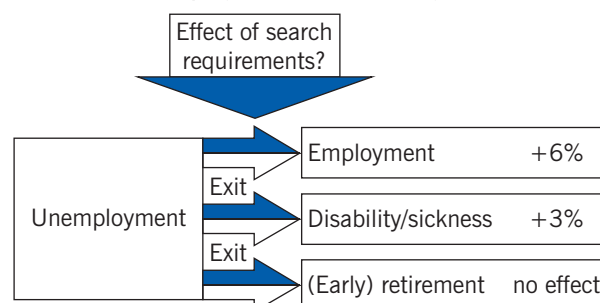 Effect of search
requirements?
Employment +6%
Exit
Unemployment
Disability/sickness +3%
Exit
(Early) retirement no effect